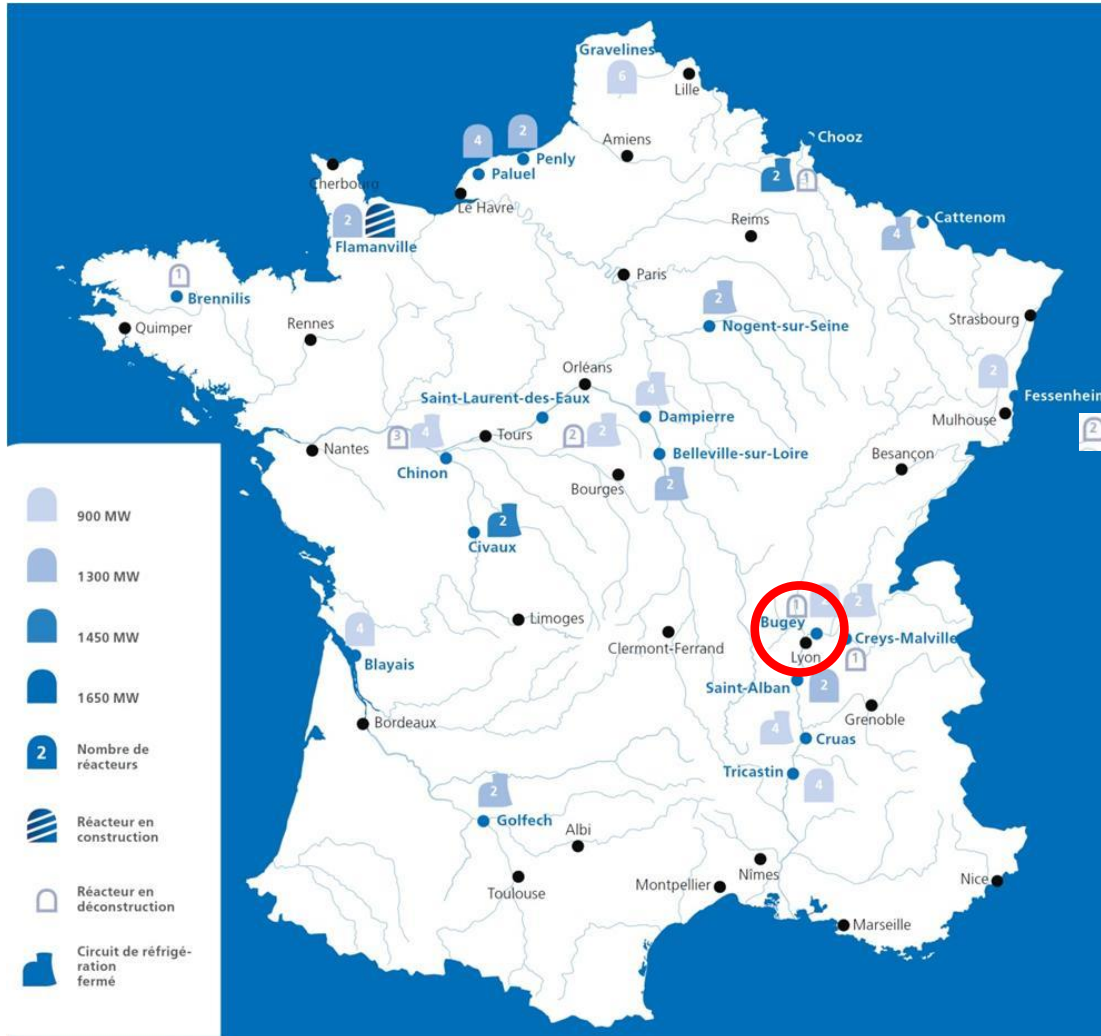 Gravelines
6
Lille
Chooz
4
2
Amiens
Penly
Paluel
2
1
Cherbourg
Le Havre
2
Reims
Cattenom
4
Flamanville
1
Paris
2
Brennilis
Nogent-sur-Seine
Strasbourg
Quimper
Rennes
Orléans
2
Saint-Laurent-des-Eaux
4
Fessenheim
Dampierre
Mulhouse
3
4
Tours
2
2
2
Nantes
Belleville-sur-Loire
Besançon
Chinon
Bourges
2
2
Civaux
1
2
2
Limoges
Bugey
4
Clermont-Ferrand
Creys-Malville
Blayais
Lyon
1
Saint-Alban
2
Grenoble
Bordeaux
4
Cruas
Tricastin
4
2
Golfech
Albi
Nîmes
Toulouse
Montpellier
Nice
Marseille
900 MW
1300 MW
1450 MW
1650 MW
2
Nombre de
réacteurs
Réacteur en
construction
Réacteur en
déconstruction
Circuit de réfrigé-
ration
fermé